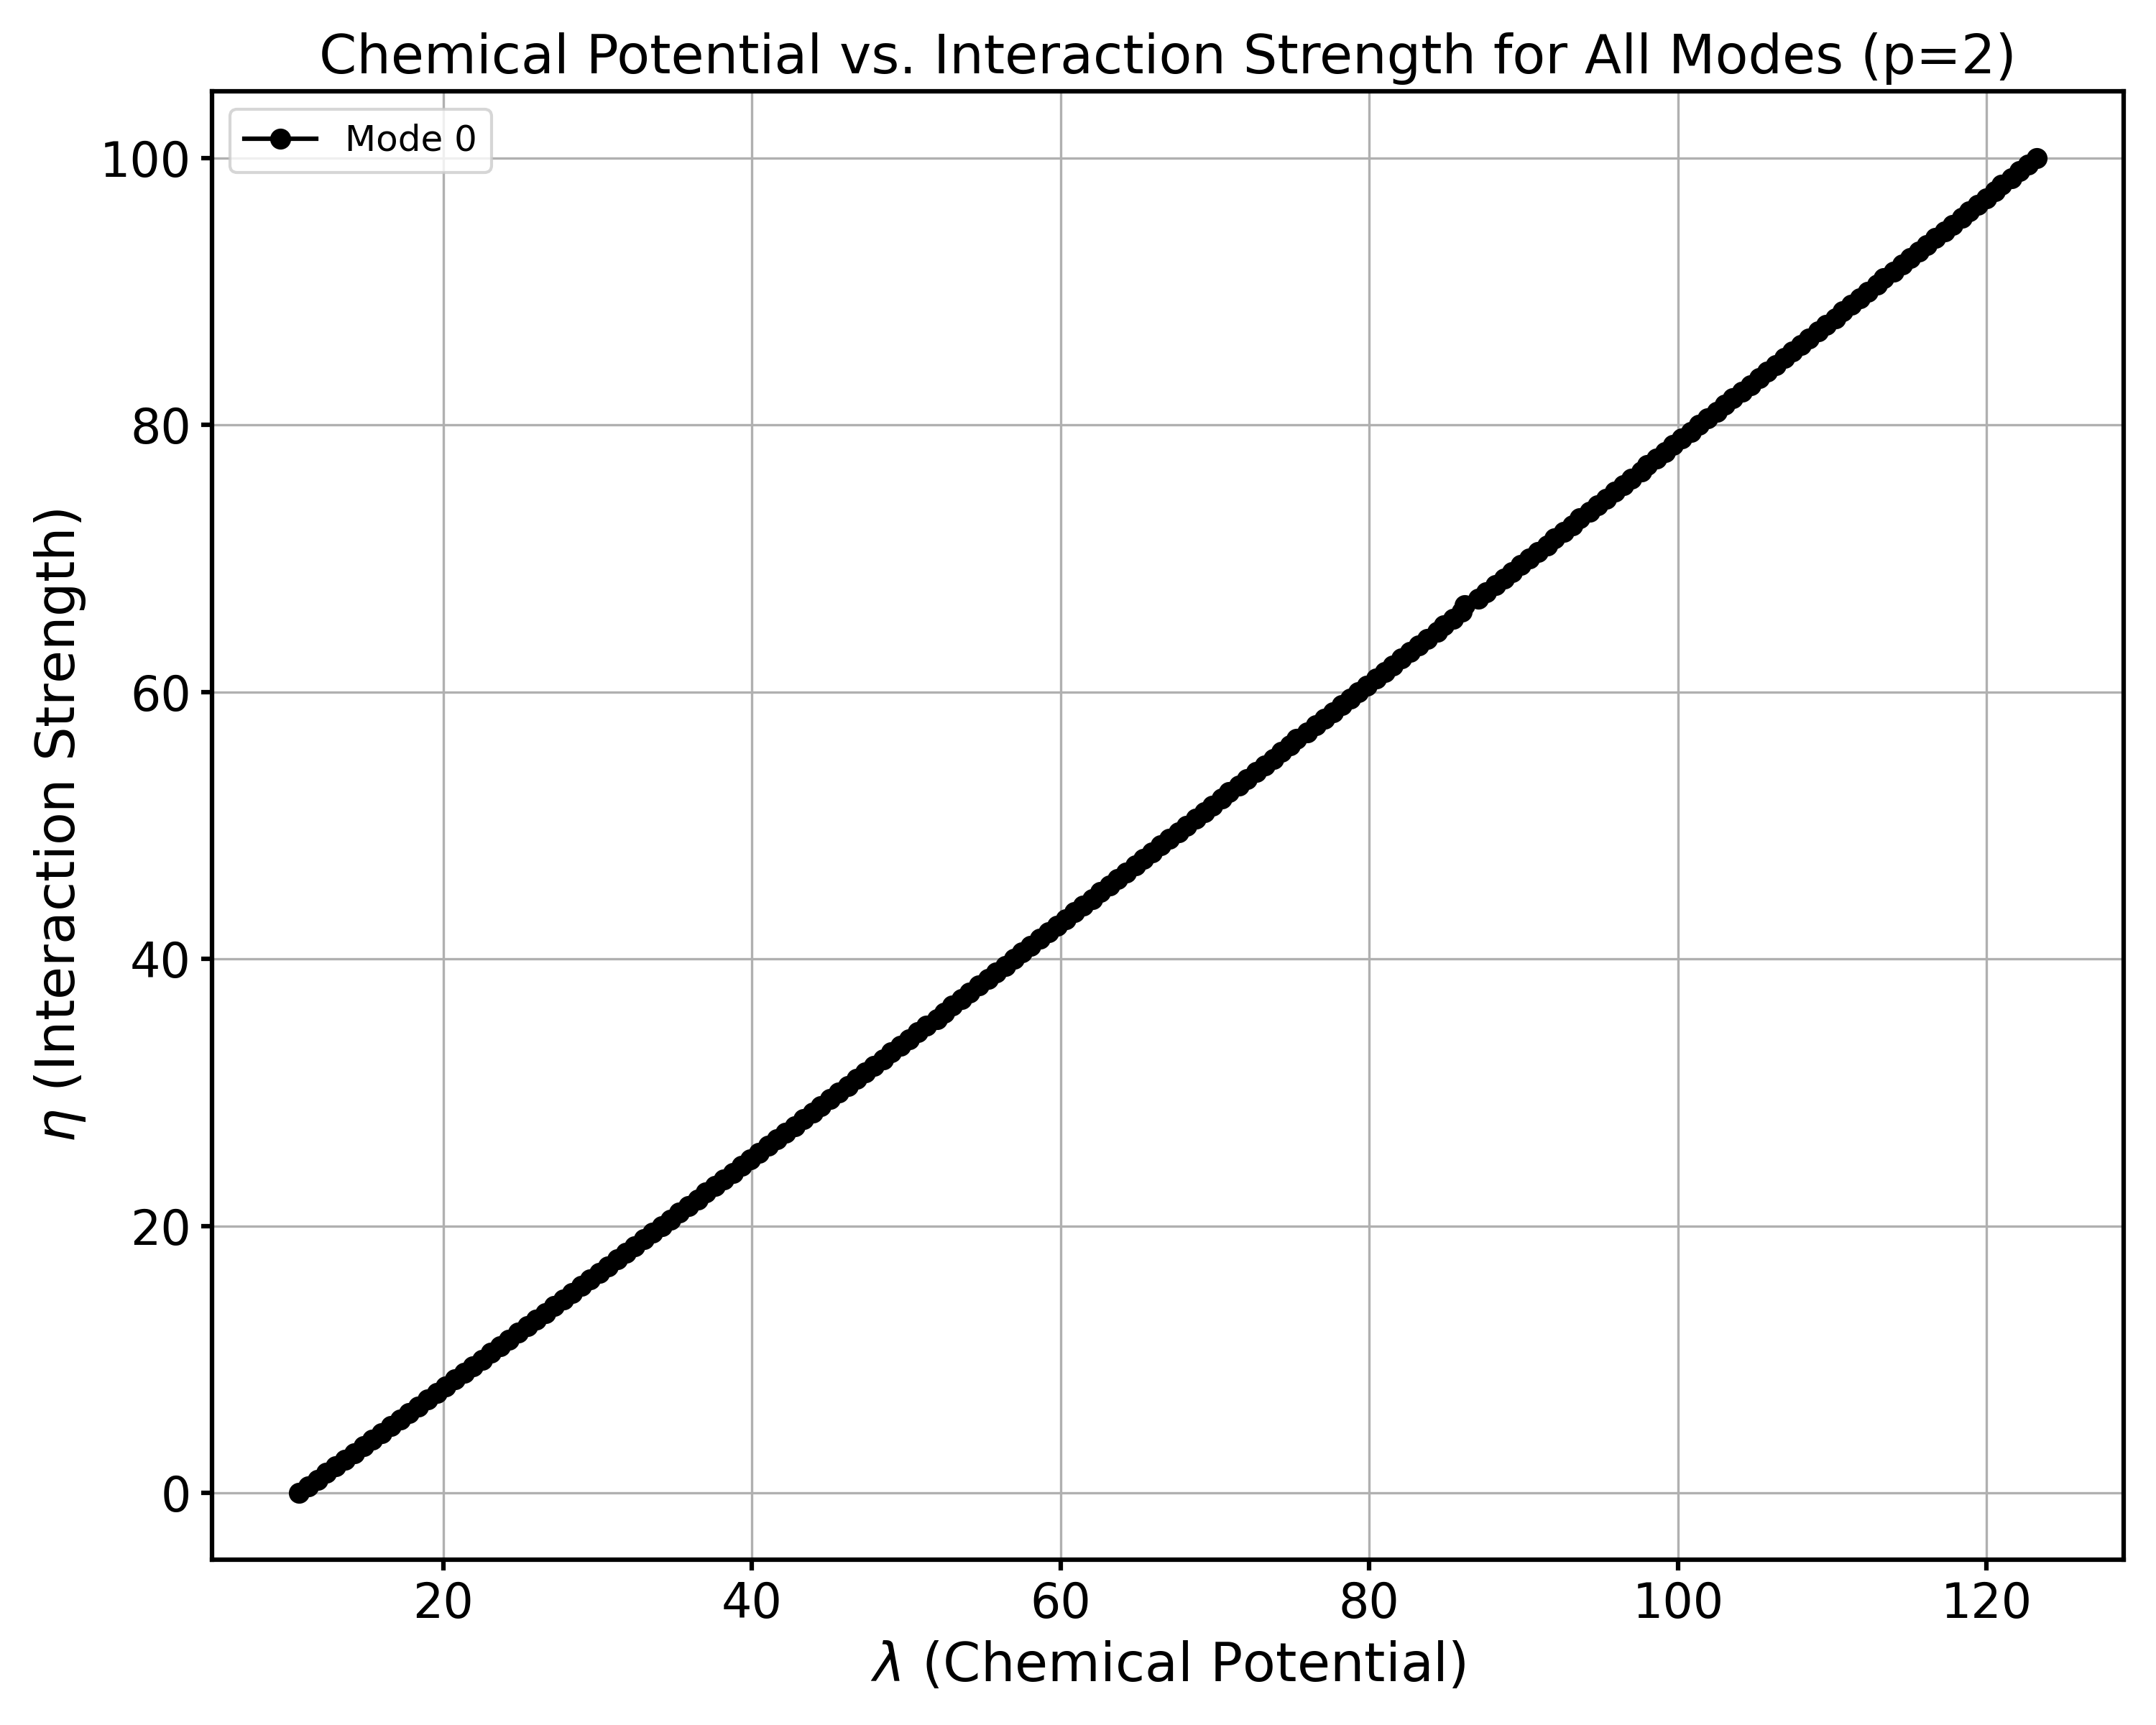 Chemical Potential vs. Interaction Strength for All Modes (p=2)
Mode 0
η (Interaction Strength)
100
80
60
40
20
0
20 40 60 80 100 120
λ (Chemical Potential)